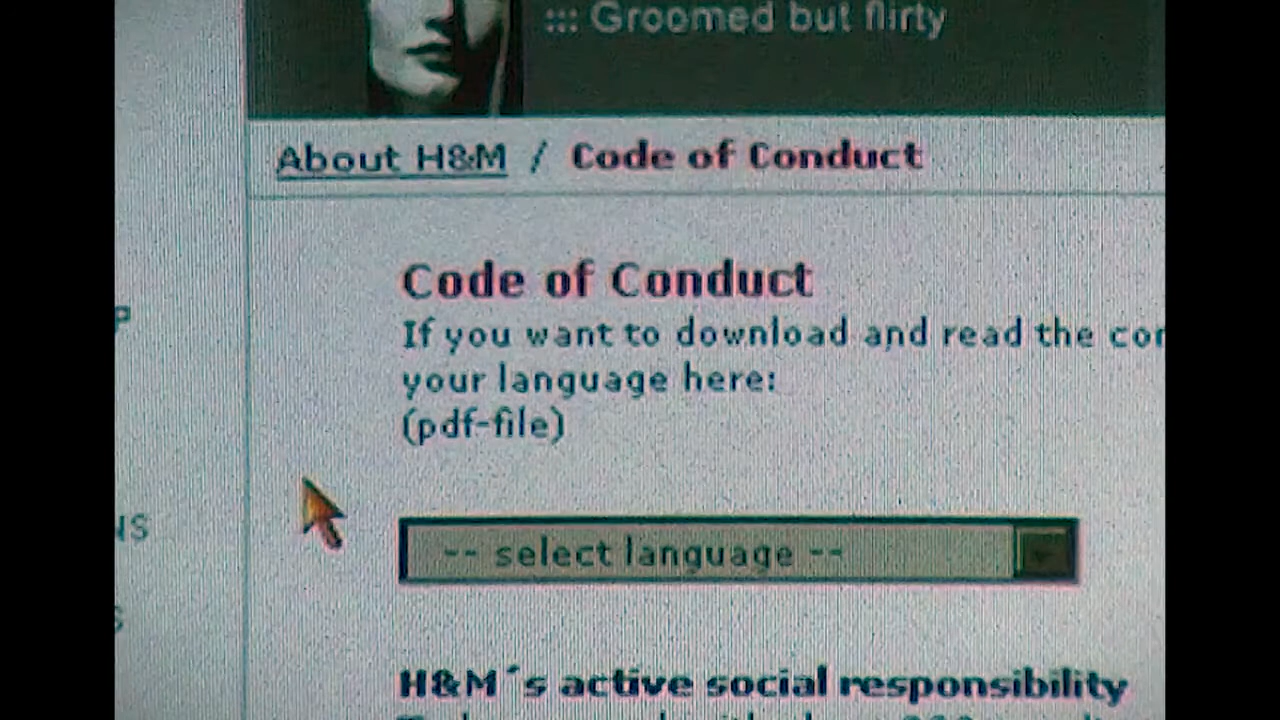 ::: Groomed but flirty
About H&M / Code of Conduct
Code of Conduct
If you want to download and read the
your language here:
(pdf-file)
-- select language --
H&M´s active social responsibility